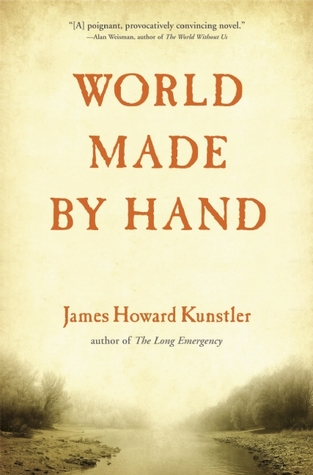 “[A] poignant, provocatively convincing novel.”
—Alan Weisman, author of The World Without Us
WORLD
MADE
BY HAND
James Howard Kunstler
author of The Long Emergency